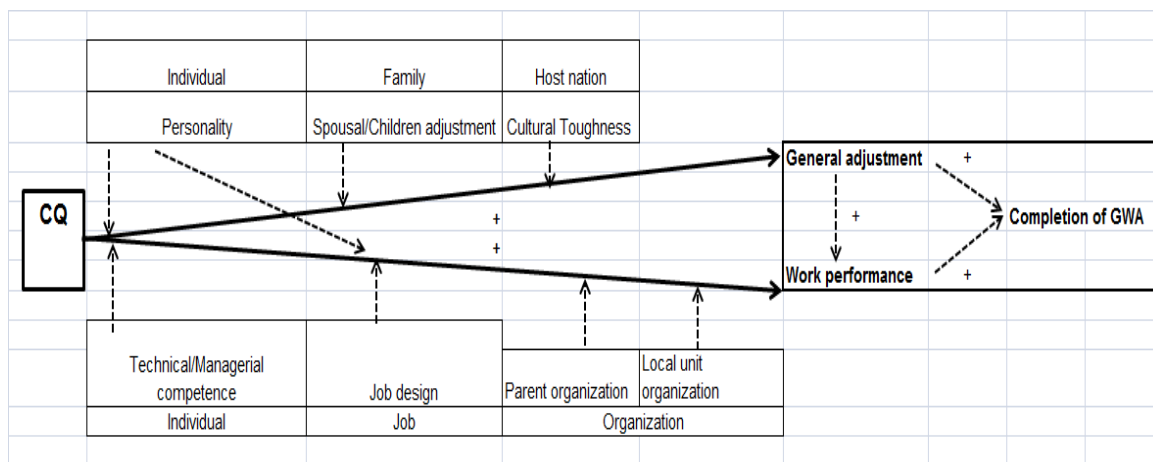 Individual Family Host nation
Personality Spousal/Children adjustment Cultural Toughness
General adjustment +
CQ
+
+ Completion of GWA
+
Work performance +
Technical/Managerial
competence
Job design
Parent organization
Local unit
organization
Individual Job Organization